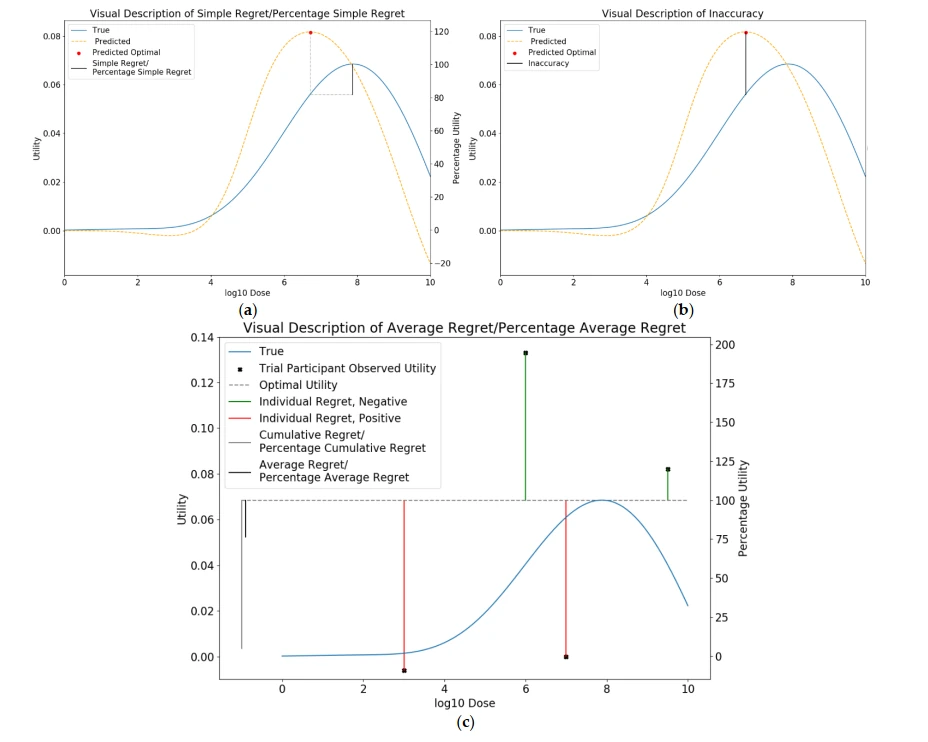 Visual Description of Simple Regret/Percentage Simple Regret
True
Predicted
Predicted Optimal
Simple Regret/
Percentage Simple Regret
0.08
0.06
0.04
0.02
0.00
Utility
120
100
80
60
40
20
0
−20
Percentage Utility
0 2 4 6 8 10
log10 Dose
(a)
Visual Description of Inaccuracy
True
Predicted
Predicted Optimal
Inaccuracy
0.08
0.06
0.04
0.02
0.00
Utility
0 2 4 6 8 10
log10 Dose
(b)
Visual Description of Average Regret/Percentage Average Regret
True
Trial Participant Observed Utility
Optimal Utility
Individual Regret, Negative
Individual Regret, Positive
Cumulative Regret/
Percentage Cumulative Regret
Average Regret/
Percentage Average Regret
0.14
0.12
0.10
0.08
0.06
0.04
0.02
0.00
Utility
200
175
150
125
100
75
50
25
0
Percentage Utility
0 2 4 6 8 10
log10 Dose
(c)